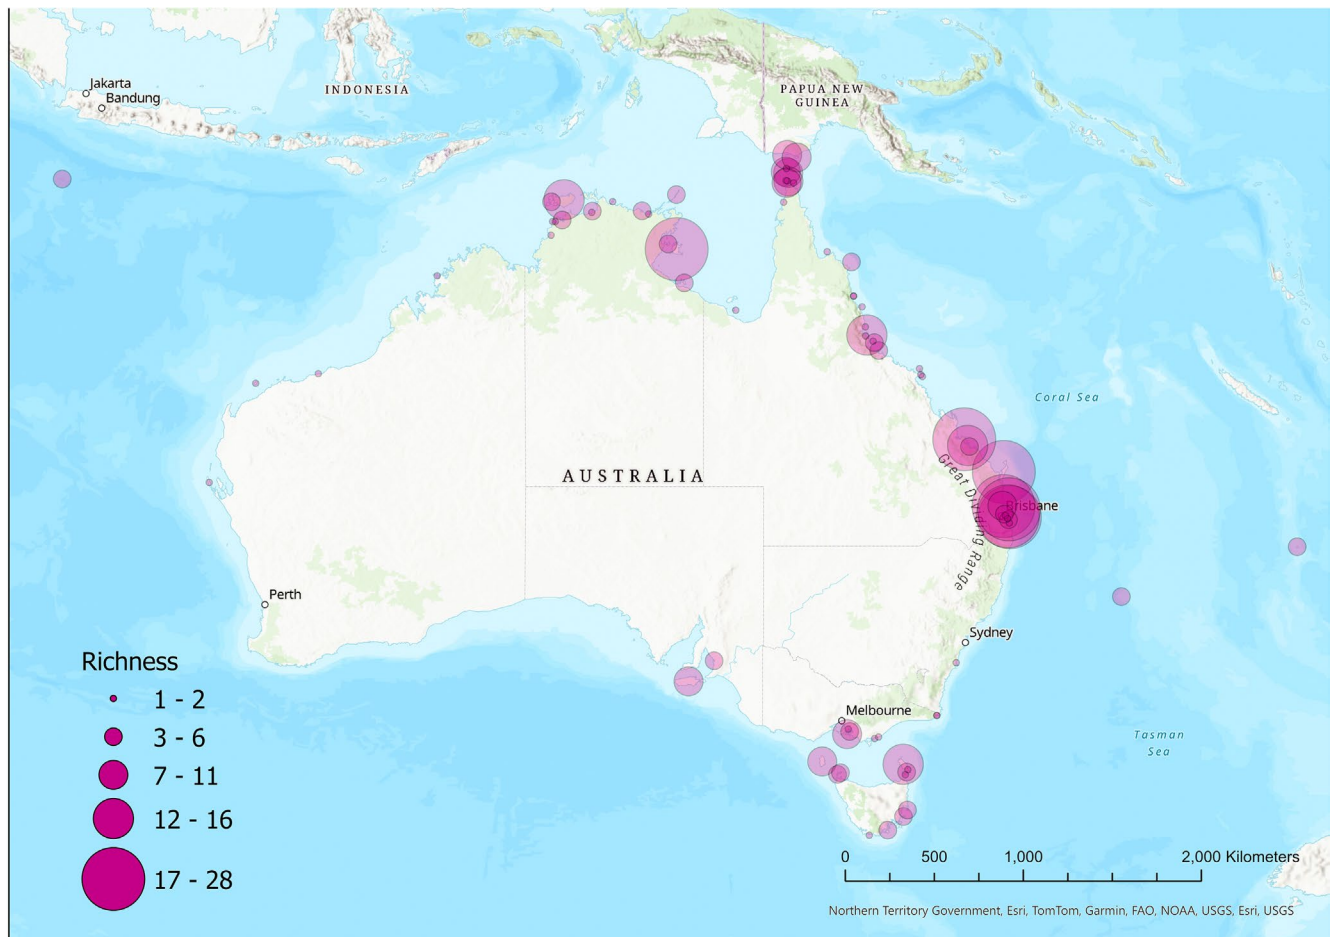 Jakarta
Bandung
INDONESIA
PAPUA NEW
GUINEA
Coral Sea
AUSTRALIA
Great Dividing Range
Brisbane
Perth
Sydney
Melbourne
Tasman
Sea
Richness
1 - 2
3 - 6
7 - 11
12 - 16
17 - 28
0 500 1,000 2,000 Kilometers
Northern Territory Government, Esri, TomTom, Garmin, FAO, NOAA, USGS, Esri, USGS